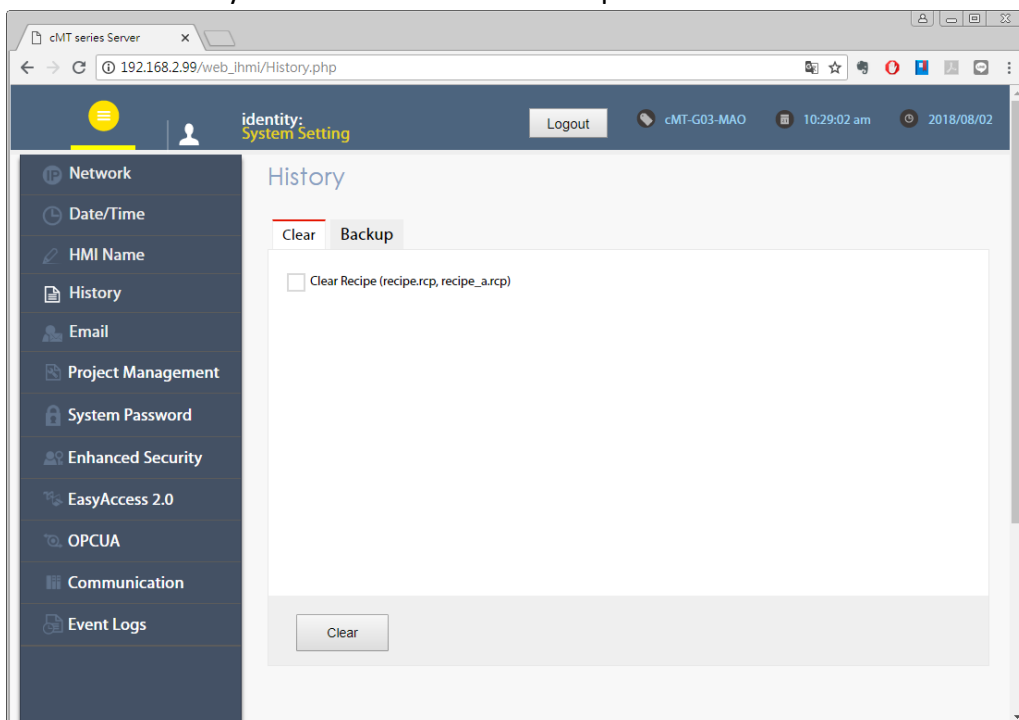 cMT series Server
192.168.2.99/web_ihmi/History.php
identity:
System Setting
Logout
cMT-G03-MAO
10:29:02 am
2018/08/02
Network
Date/Time
HMI Name
History
Email
Project Management
System Password
Enhanced Security
EasyAccess 2.0
OPCUA
Communication
Event Logs
History
Clear
Backup
Clear Recipe (recipe.rcp, recipe_a.rcp)
Clear